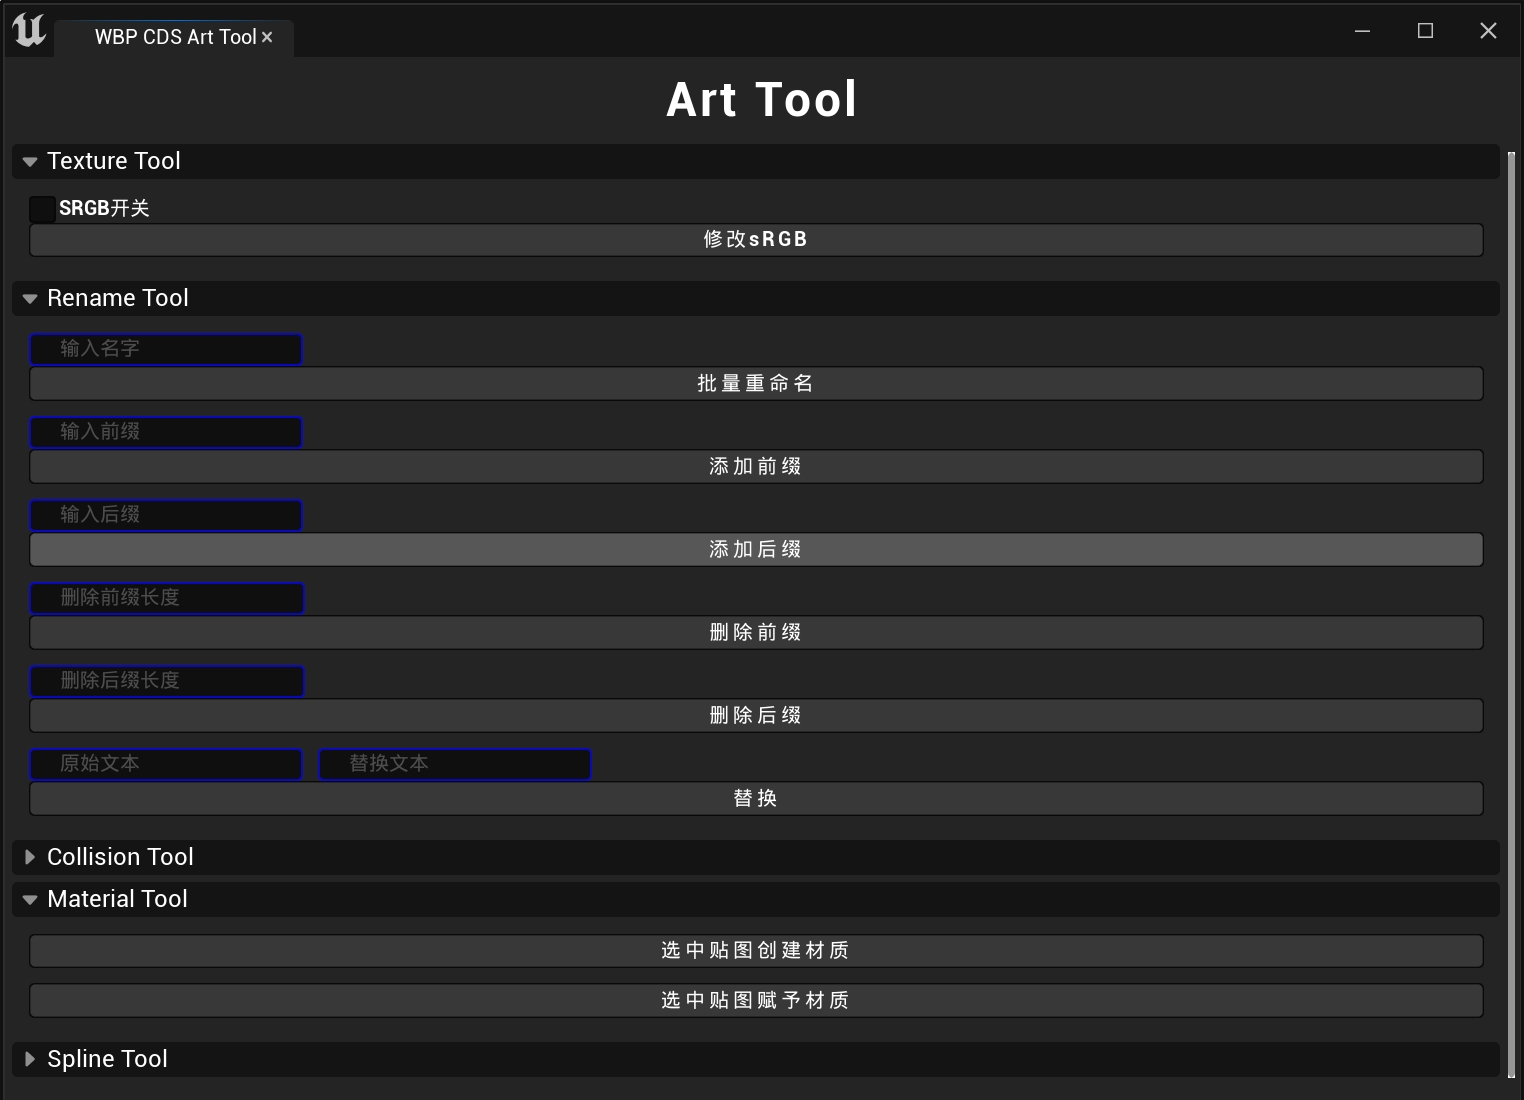 WBP CDS Art Tool
Art Tool
Texture Tool
SRGB开关
修改sRGB
Rename Tool
输入名字
批量重命名
输入前缀
添加前缀
输入后缀
添加后缀
删除前缀长度
删除前缀
删除后缀长度
删除后缀
原始文本 替换文本
替换
Collision Tool
Material Tool
选中贴图创建材质
选中贴图赋予材质
Spline Tool